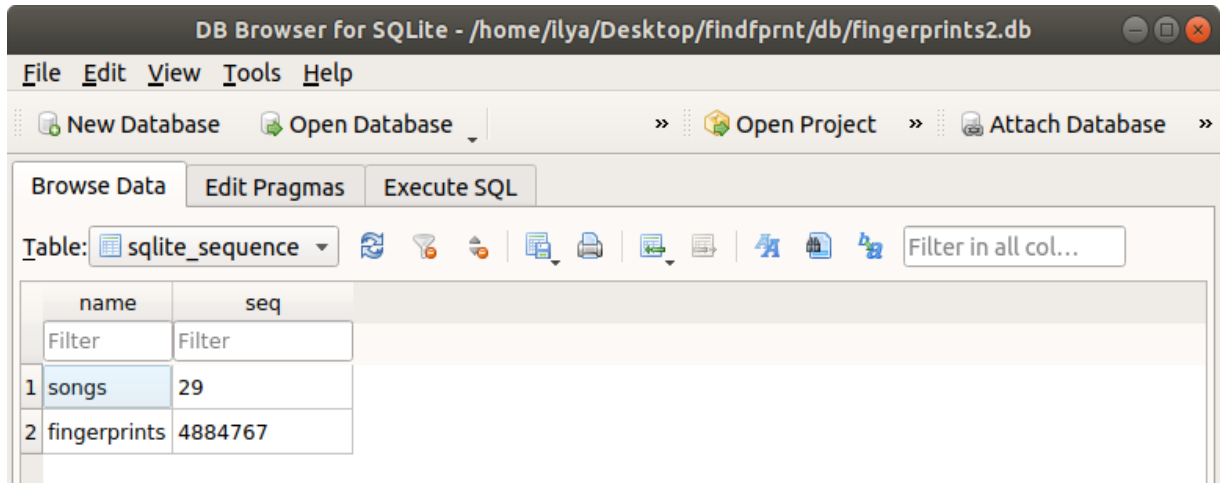 DB Browser for SQLite - /home/ilya/Desktop/findfprnt/db/fingerprints2.db
File Edit View Tools Help
New Database Open Database » Open Project » Attach Database »
Browse Data Edit Pragmas Execute SQL
Table: sqlite_sequence Filter in all col...
name seq
Filter Filter
1 songs 29
2 fingerprints 4884767